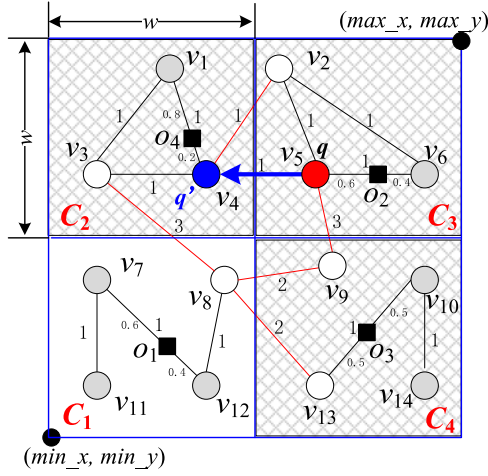 w
(max_x, max_y)
v1
v2
1
0.8
1
1
1
1
w
o4
v3
0.2
1
v5
q
1
v6
1
q'
v4
0.6
o2
0.4
C2
3
3
C3
v7
v8
2
v9
v10
1
0.6
1
1
2
1
0.5
1
o1
0.4
o3
0.5
C1
v11
v12
v13
v14
C4
(min_x, min_y)